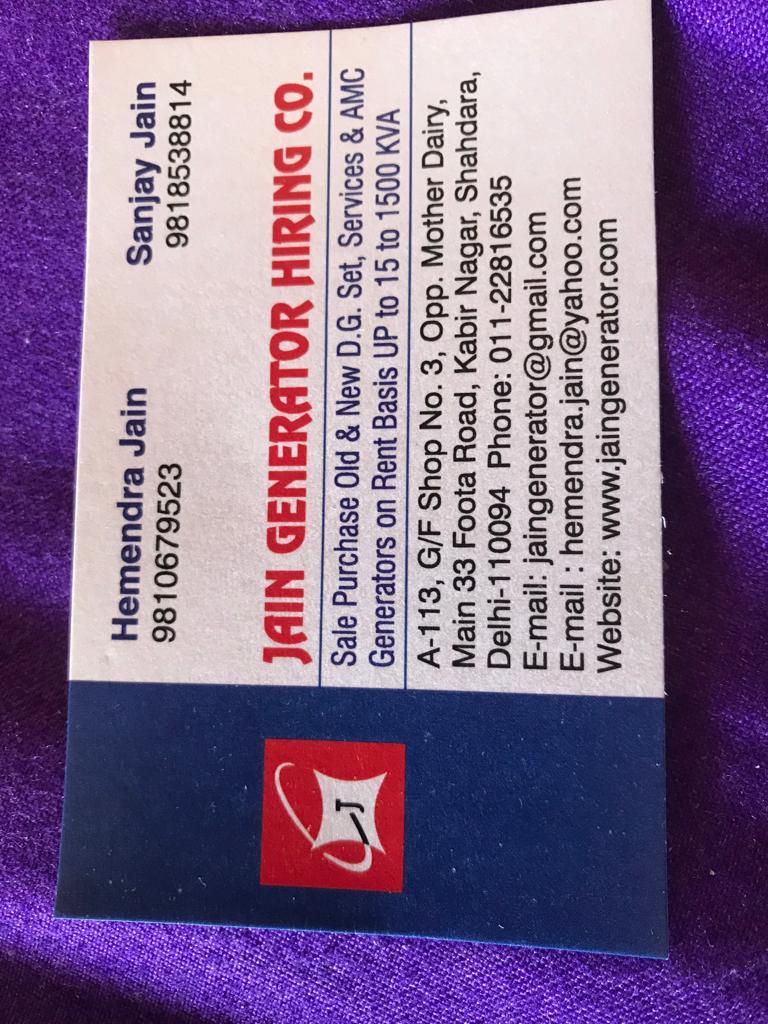 Hemendra Jain
9810679523
Sanjay Jain
9818538814
JAIN GENERATOR HIRING CO.
Sale Purchase Old & New D.G. Set, Services & AMC
Generators on Rent Basis UP to 15 to 1500 KVA
A-113, G/F Shop No. 3, Opp. Mother Dairy,
Main 33 Foota Road, Kabir Nagar, Shahdara,
Delhi-110094 Phone: 011-22816535
E-mail: jaingenerator@gmail.com
E-mail : hemendra.jain@yahoo.com
Website: www.jaingenerator.com
J